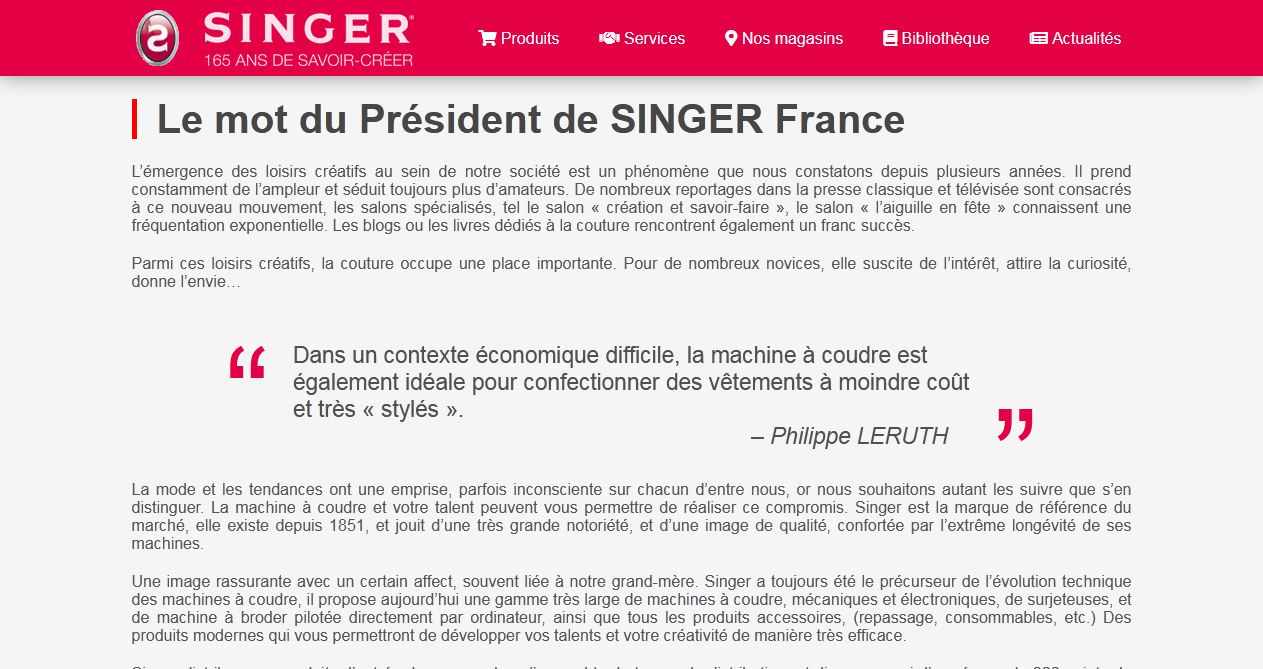 SINGER®
165 ANS DE SAVOIR-CRÉER
Produits
Services
Nos magasins
Bibliothèque
Actualités
Le mot du Président de SINGER France
L’émergence des loisirs créatifs au sein de notre société est un phénomène que nous constatons depuis plusieurs années. Il prend
constamment de l’ampleur et séduit toujours plus d’amateurs. De nombreux reportages dans la presse classique et télévisée sont consacrés
à ce nouveau mouvement, les salons spécialisés, tel le salon « création et savoir-faire », le salon « l’aiguille en fête » connaissent une
fréquentation exponentielle. Les blogs ou les livres dédiés à la couture rencontrent également un franc succès.
Parmi ces loisirs créatifs, la couture occupe une place importante. Pour de nombreux novices, elle suscite de l’intérêt, attire la curiosité,
donne l’envie…
“ Dans un contexte économique difficile, la machine à coudre est
également idéale pour confectionner des vêtements à moindre coût
et très « stylés ».
– Philippe LERUTH ”
La mode et les tendances ont une emprise, parfois inconsciente sur chacun d’entre nous, or nous souhaitons autant les suivre que s’en
distinguer. La machine à coudre et votre talent peuvent vous permettre de réaliser ce compromis. Singer est la marque de référence du
marché, elle existe depuis 1851, et jouit d’une très grande notoriété, et d’une image de qualité, confortée par l’extrême longévité de ses
machines.
Une image rassurante avec un certain affect, souvent liée à notre grand-mère. Singer a toujours été le précurseur de l’évolution technique
des machines à coudre, il propose aujourd’hui une gamme très large de machines à coudre, mécaniques et électroniques, de surjeteuses, et
de machine à broder pilotée directement par ordinateur, ainsi que tous les produits accessoires, (repassage, consommables, etc.) Des
produits modernes qui vous permettront de développer vos talents et votre créativité de manière très efficace.